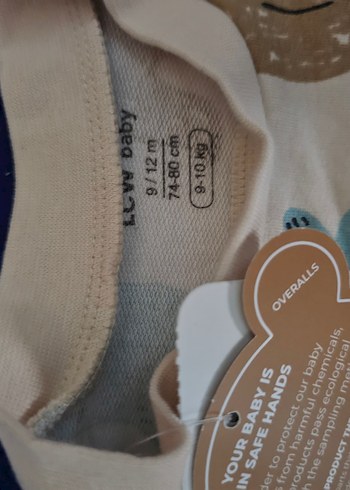 LCW baby
9 / 12 m
74-80 cm
9-10 kg
OVERALLS
YOUR BABY IS
IN SAFE HANDS
to protect our baby
from harmful chemicals,
products pass ecological
the sampling
PRODUCT